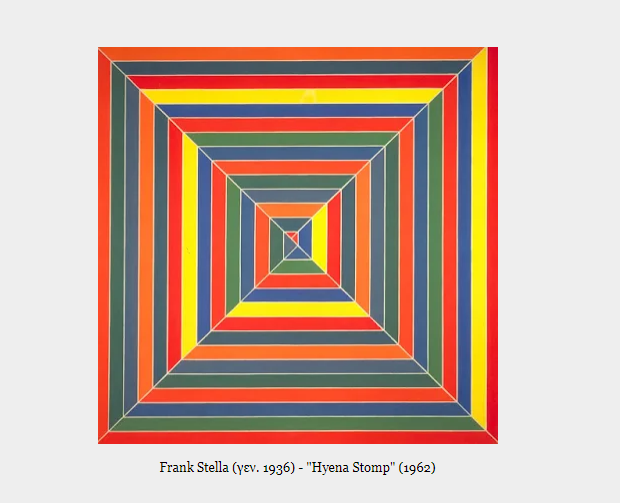 Frank Stella (γεν. 1936) - "Hyena Stomp" (1962)